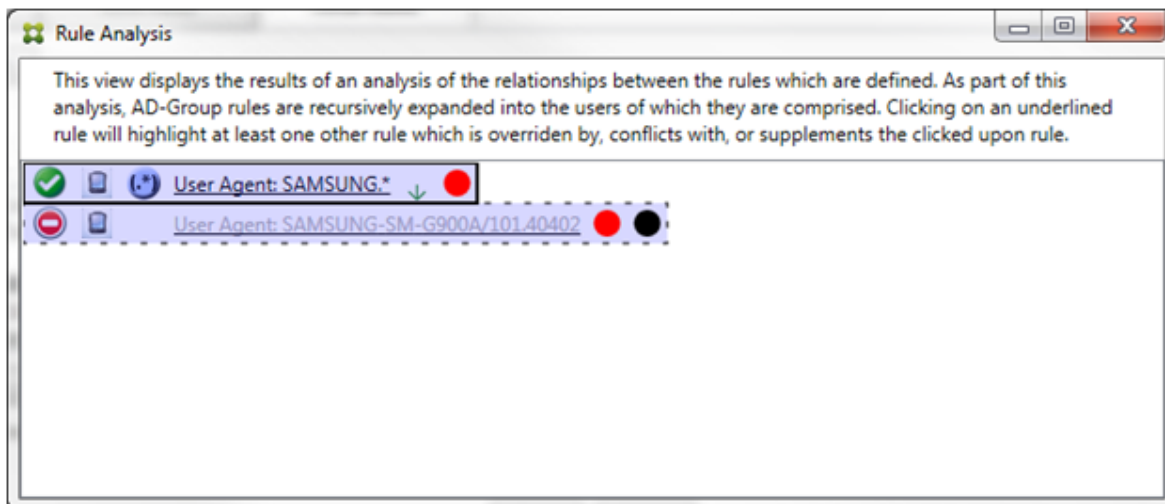 Rule Analysis
This view displays the results of an analysis of the relationships between the rules which are defined. As part of this
analysis, AD-Group rules are recursively expanded into the users of which they are comprised. Clicking on an underlined
rule will highlight at least one other rule which is overriden by, conflicts with, or supplements the clicked upon rule.
(.*) User Agent: SAMSUNG.*
User Agent: SAMSUNG-SM-G900A/101.40402